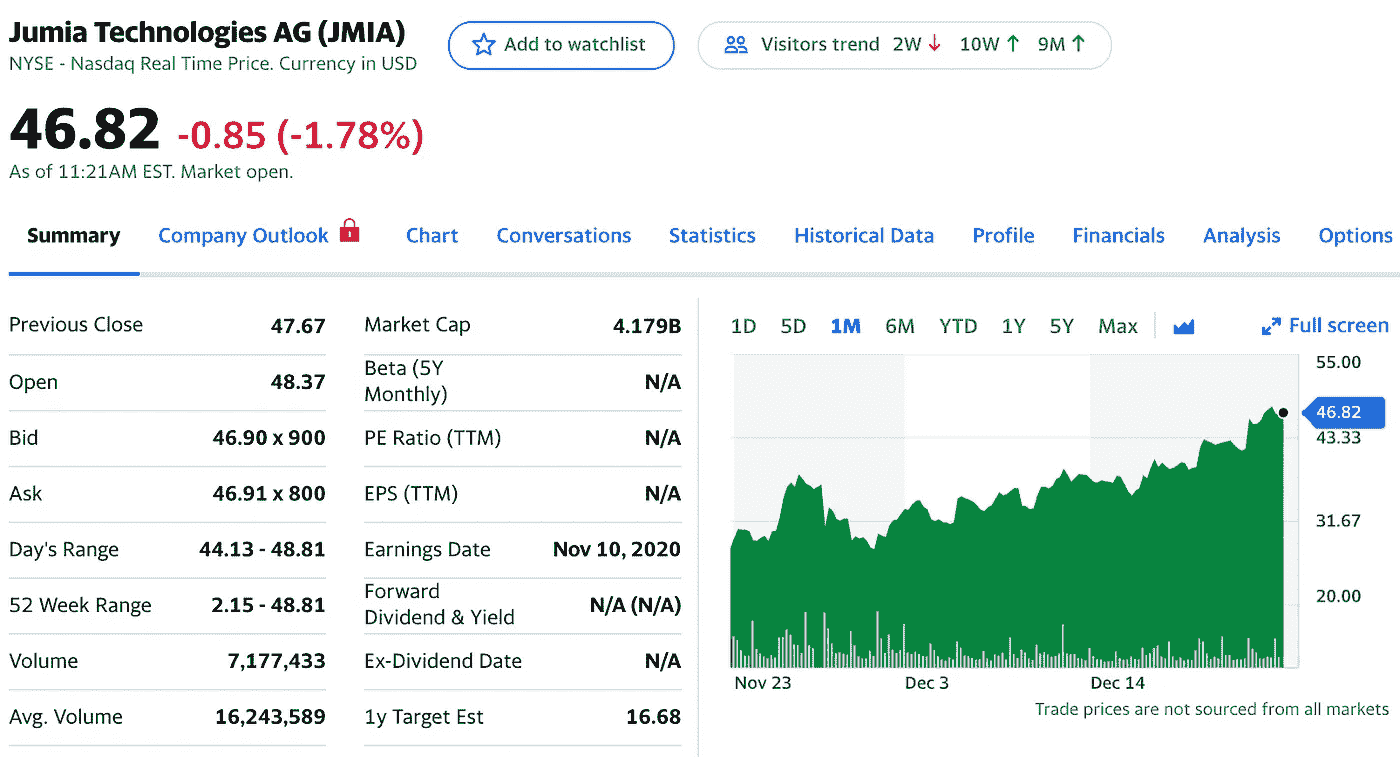 Jumia Technologies AG (JMIA)
NYSE - Nasdaq Real Time Price. Currency in USD
Add to watchlist
Visitors trend 2W ↓ 10W ↑ 9M ↑
46.82 -0.85 (-1.78%)
As of 11:21AM EST. Market open.
Summary Company Outlook Chart Conversations Statistics Historical Data Profile Financials Analysis Options
Previous Close 47.67
Open 48.37
Bid 46.90 x 900
Ask 46.91 x 800
Day's Range 44.13 - 48.81
52 Week Range 2.15 - 48.81
Volume 7,177,433
Avg. Volume 16,243,589
Market Cap 4.179B
Beta (5Y
Monthly) N/A
PE Ratio (TTM) N/A
EPS (TTM) N/A
Earnings Date Nov 10, 2020
Forward
Dividend & Yield N/A (N/A)
Ex-Dividend Date N/A
1y Target Est 16.68
1D 5D 1M 6M YTD 1Y 5Y Max Full screen
55.00
46.82
43.33
31.67
20.00
Nov 23 Dec 3 Dec 14
Trade prices are not sourced from all markets